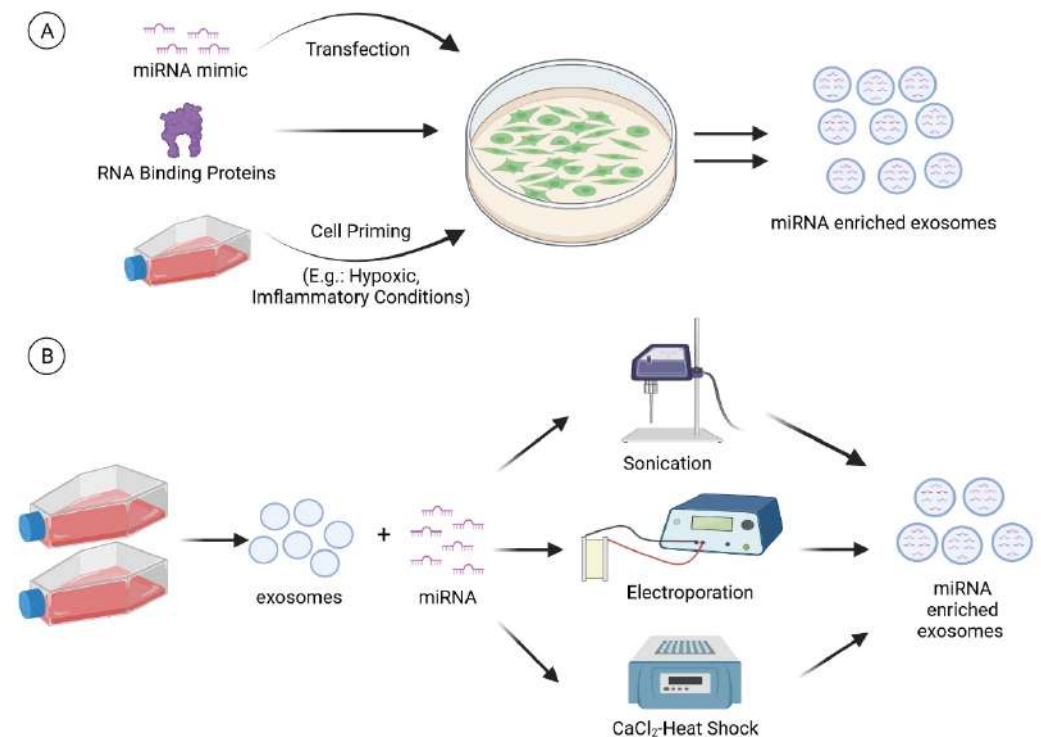 A
miRNA mimic
Transfection
RNA Binding Proteins
Cell Priming
(E.g.: Hypoxic,
Imflammatory Conditions)
miRNA enriched exosomes
B
exosomes
+
miRNA
Sonication
Electroporation
CaCl₂-Heat Shock
miRNA
enriched
exosomes